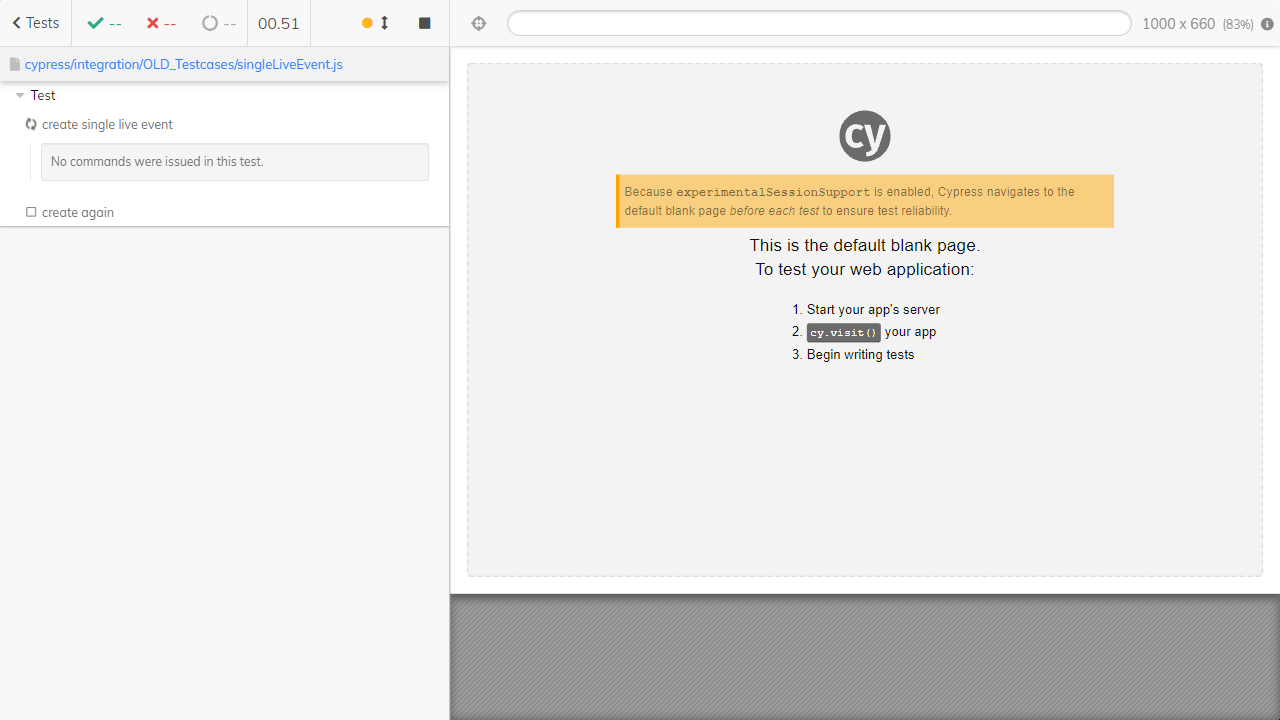 Tests -- -- -- 00.51 1000 x 660 (83%)
cypress/integration/OLD_Testcases/singleLiveEvent.js
Test
create single live event
No commands were issued in this test.
create again
cy
Because experimentalSessionSupport is enabled, Cypress navigates to the
default blank page before each test to ensure test reliability.
This is the default blank page.
To test your web application:
1. Start your app's server
2. cy.visit() your app
3. Begin writing tests